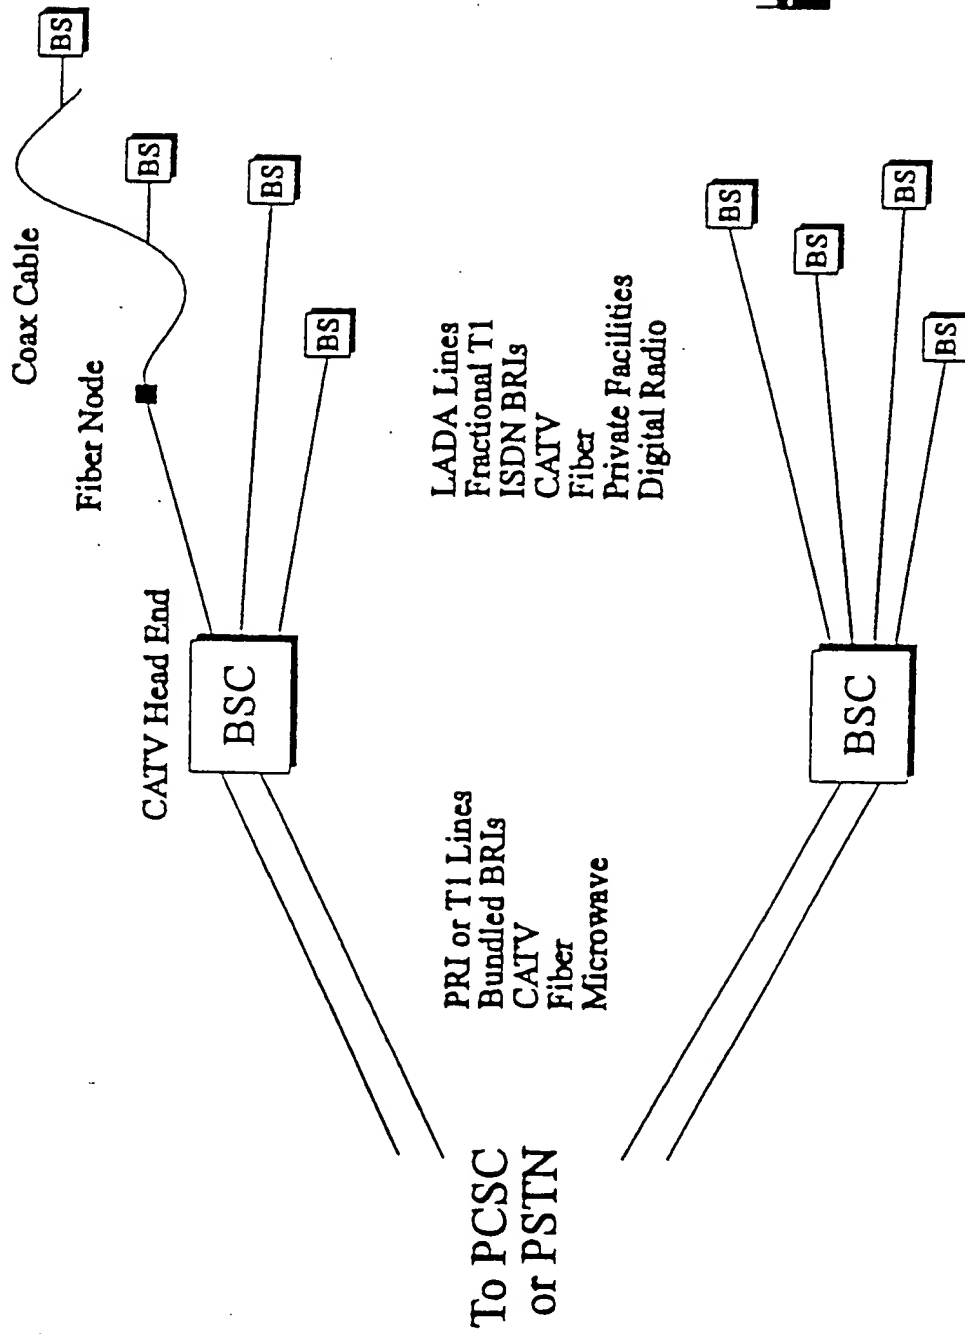 Coax Cable
BS
BS
Fiber Node
BS
BS
CATV Head End
BSC
LADA Lines
Fractional T1
ISDN BRIs
CATV
Fiber
Private Facilities
Digital Radio
PRI or T1 Lines
Bundled BRIs
CATV
Fiber
Microwave
To PCSC
or PSTN
BSC
BS
BS
BS
BS